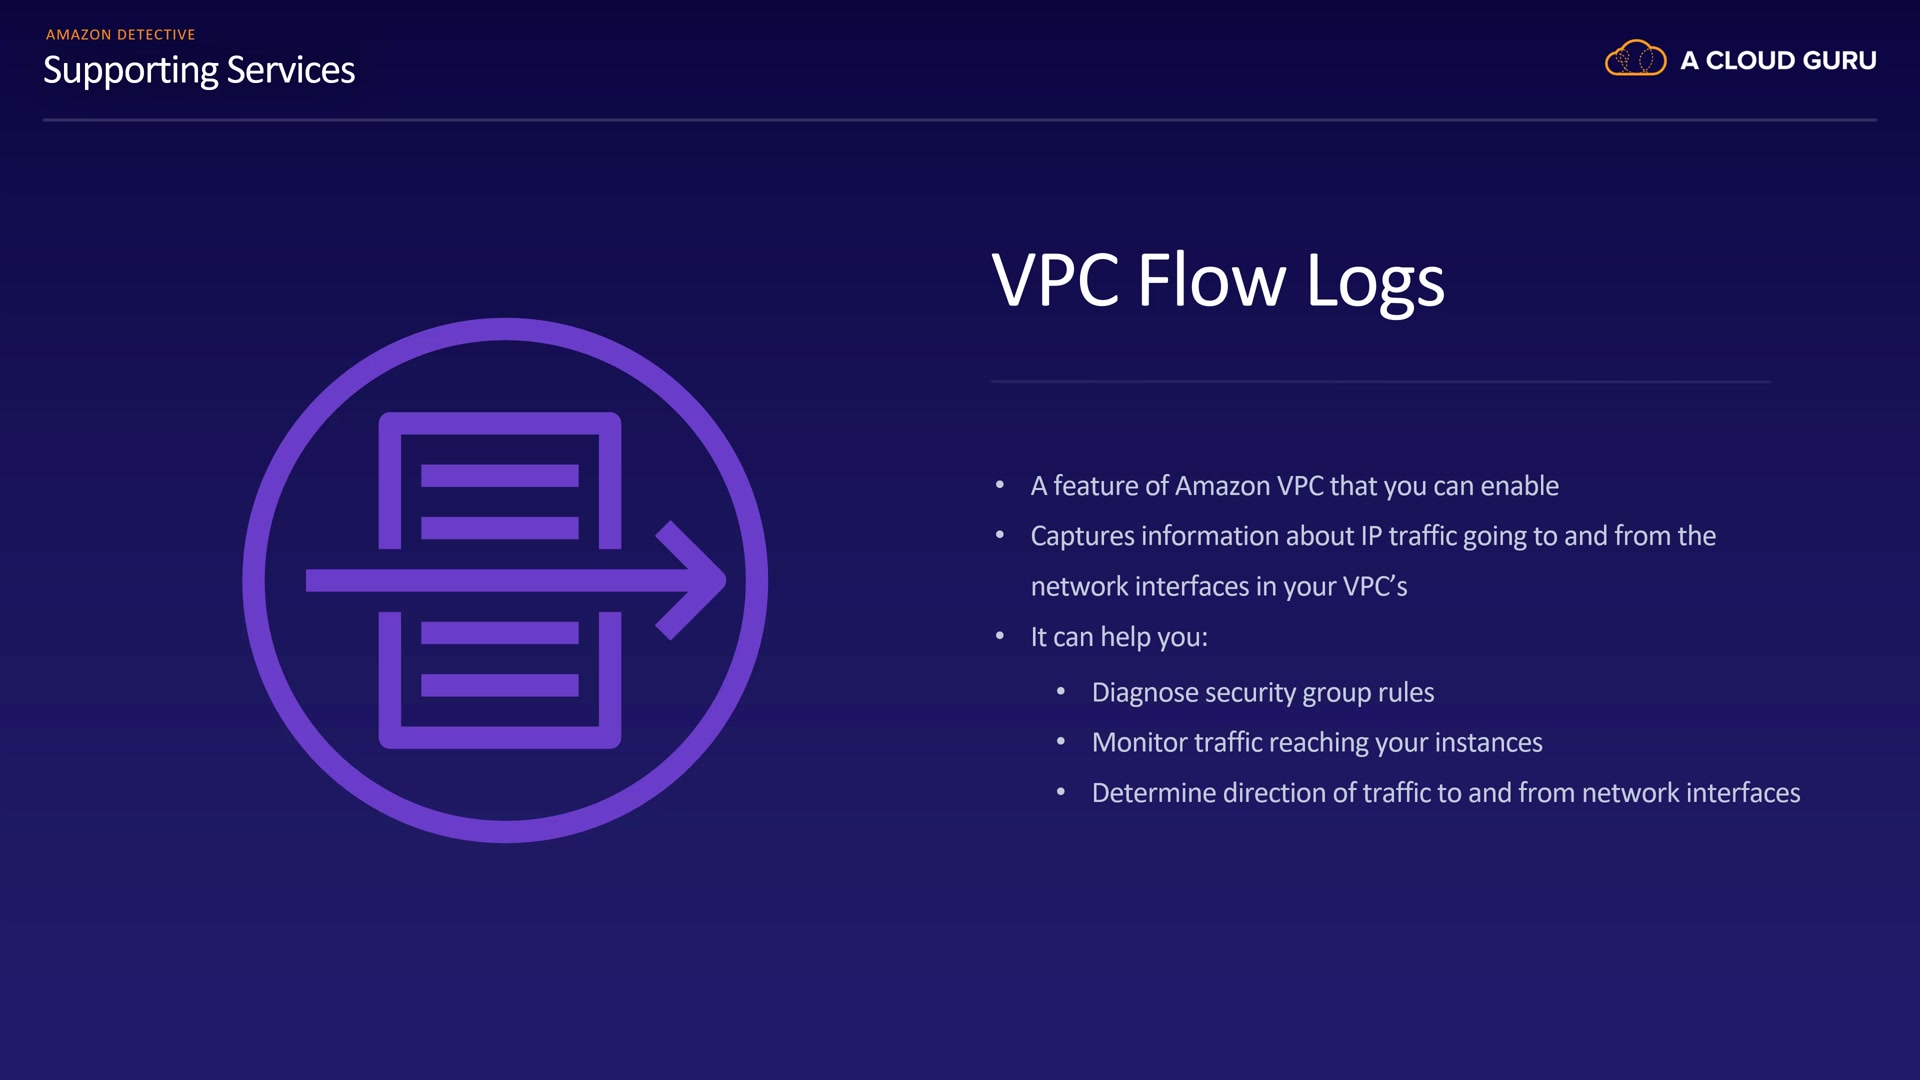 AMAZON DETECTIVE
Supporting Services
A CLOUD GURU
VPC Flow Logs
• A feature of Amazon VPC that you can enable
• Captures information about IP traffic going to and from the
network interfaces in your VPC’s
• It can help you:
• Diagnose security group rules
• Monitor traffic reaching your instances
• Determine direction of traffic to and from network interfaces